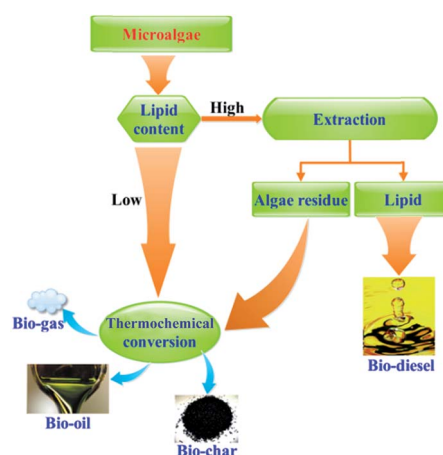 Microalgae
Lipid
content
High
Extraction
Low
Algae residue
Lipid
Bio-gas
Thermochemical
conversion
Bio-diesel
Bio-oil
Bio-char